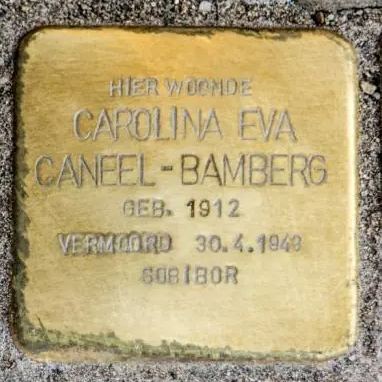 HIER WOONDE
CAROLINA EVA
CANEEL-BAMBERG
GEB. 1912
VERMOORD 30.4.1943
SOBIBOR